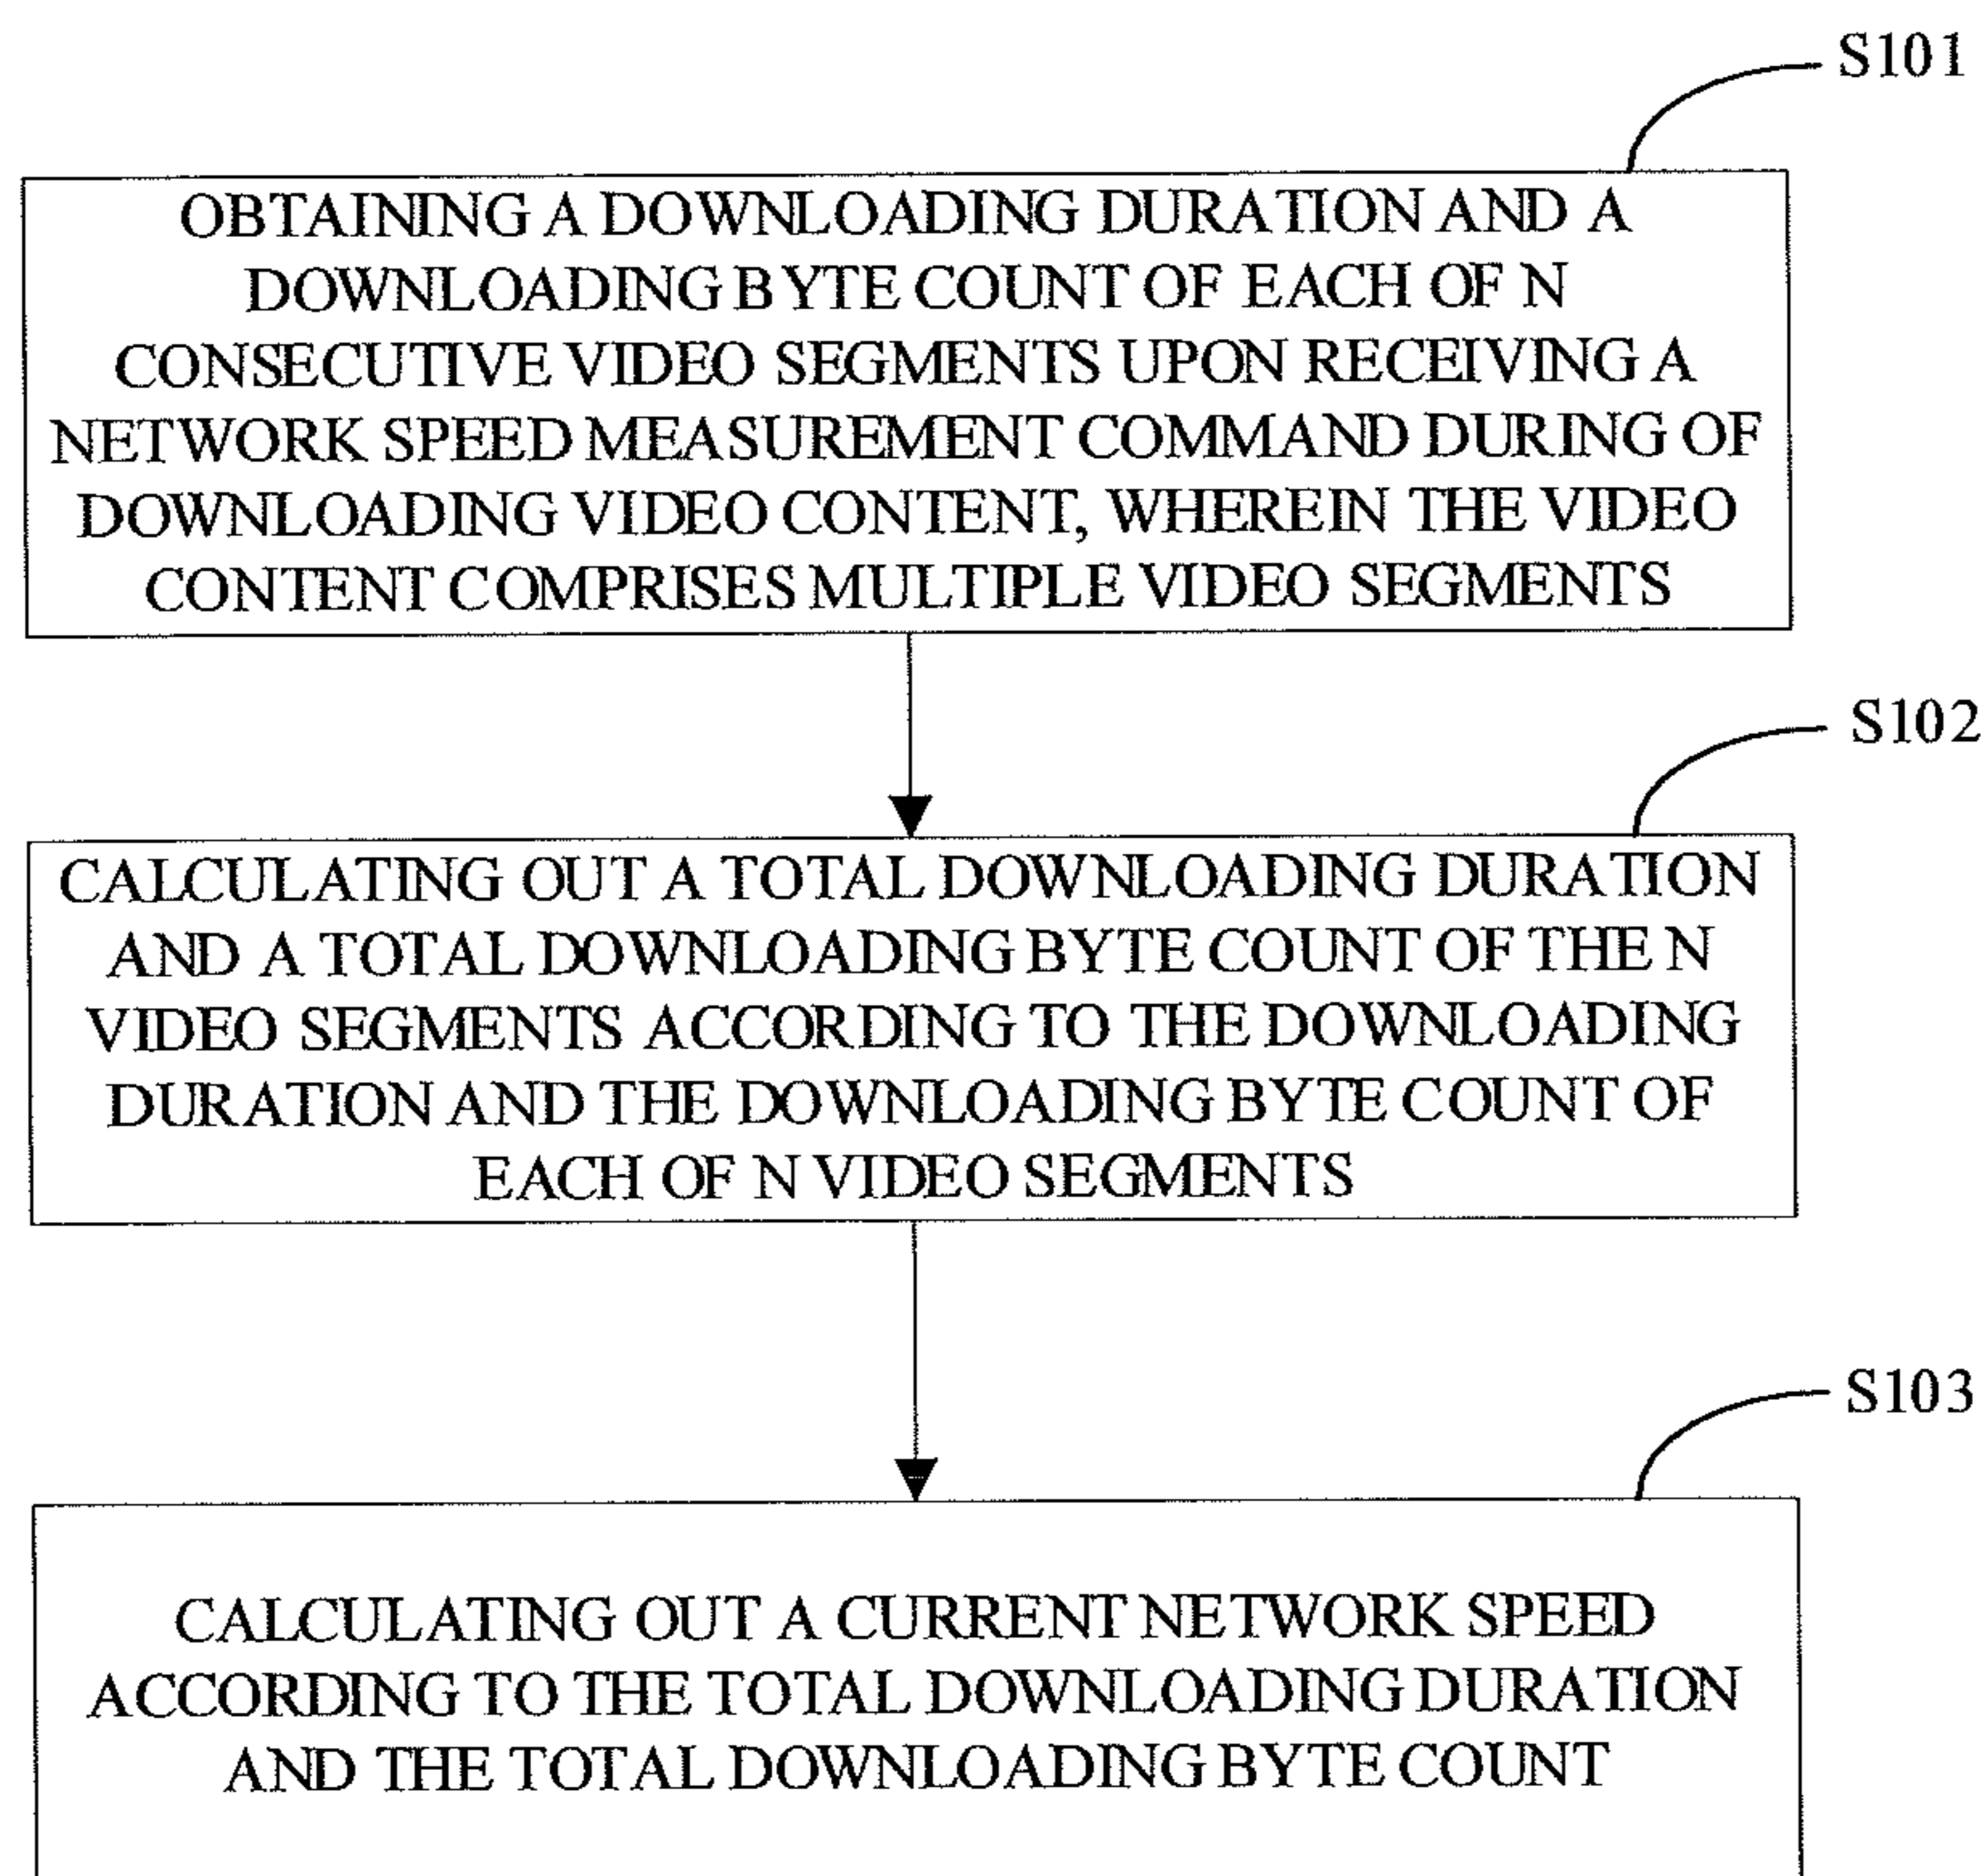 S101
OBTAINING A DOWNLOADING DURATION AND A
DOWNLOADING BYTE COUNT OF EACH OF N
CONSECUTIVE VIDEO SEGMENTS UPON RECEIVING A
NETWORK SPEED MEASUREMENT COMMAND DURING OF
DOWNLOADING VIDEO CONTENT, WHEREIN THE VIDEO
CONTENT COMPRISES MULTIPLE VIDEO SEGMENTS
S102
CALCULATING OUT A TOTAL DOWNLOADING DURATION
AND A TOTAL DOWNLOADING BYTE COUNT OF THE N
VIDEO SEGMENTS ACCORDING TO THE DOWNLOADING
DURATION AND THE DOWNLOADING BYTE COUNT OF
EACH OF N VIDEO SEGMENTS
S103
CALCULATING OUT A CURRENT NETWORK SPEED
ACCORDING TO THE TOTAL DOWNLOADING DURATION
AND THE TOTAL DOWNLOADING BYTE COUNT